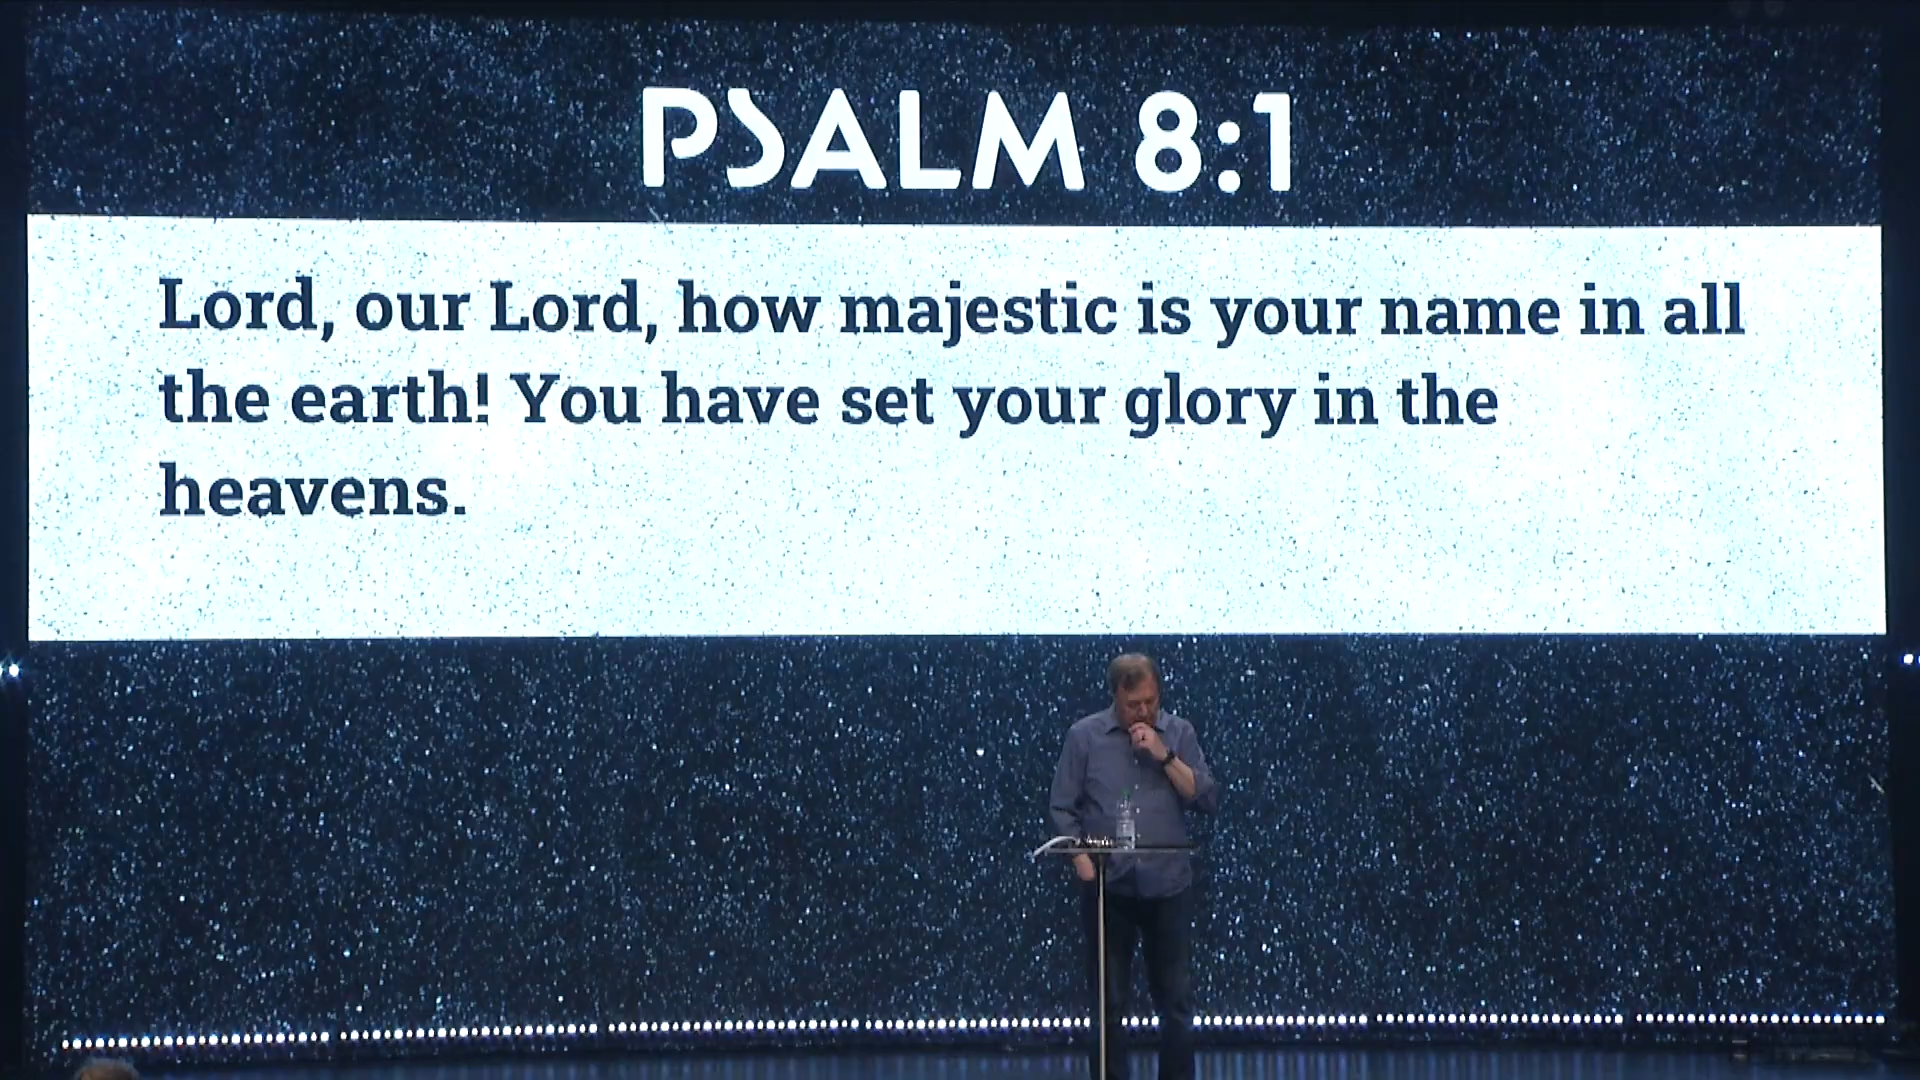 PSALM 8:1
Lord, our Lord, how majestic is your name in all
the earth! You have set your glory in the
heavens.